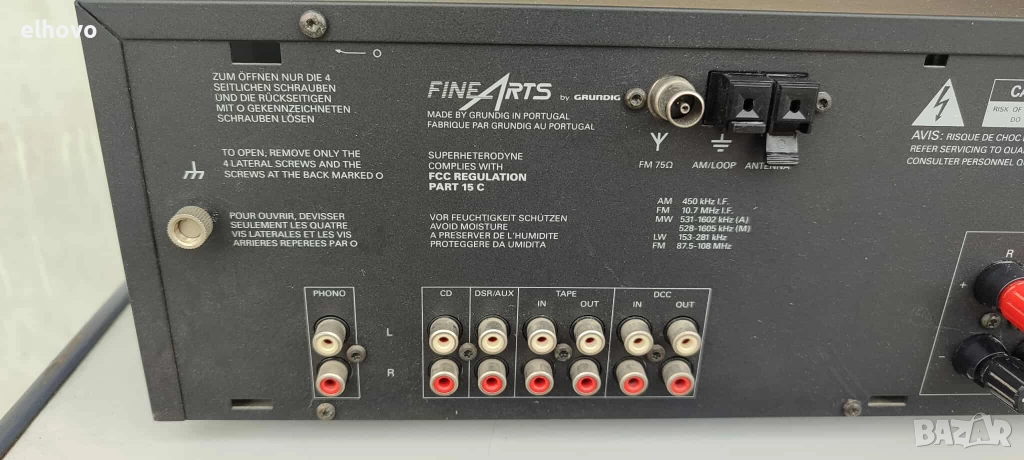 elhovo
O
ZUM ÖFFNEN NUR DIE 4
SEITLICHEN SCHRAUBEN
UND DIE RÜCKSEITIGEN
MIT O GEKENNZEICHNETEN
SCHRAUBEN LÖSEN
TO OPEN, REMOVE ONLY THE
4 LATERAL SCREWS AND THE
SCREWS AT THE BACK MARKED O
POUR OUVRIR, DEVISSER
SEULEMENT LES QUATRE
VIS LATERALES ET LES VIS
ARRIERES REPEREES PAR O
FINE ARTS by GRUNDIG
MADE BY GRUNDIG IN PORTUGAL
FABRIQUE PAR GRUNDIG AU PORTUGAL
SUPERHETERODYNE
COMPLIES WITH
FCC REGULATION
PART 15 C
VOR FEUCHTIGKEIT SCHÜTZEN
AVOID MOISTURE
A PRESERVER DE L'HUMIDITE
PROTEGGERE DA UMIDITA
FM 75Ω AM/LOOP ANTENNA
AM 450 kHz I.F.
FM 10.7 MHz I.F.
MW 531-1602 kHz (A)
528-1605 kHz (M)
LW 153-281 kHz
FM 87.5-108 MHz
CA
RISK OF
DO
AVIS: RISQUE DE CHOC
REFER SERVICING TO QUA
CONSULTER PERSONNEL
PHONO
L
R
CD DSR/AUX TAPE DCC
IN OUT IN OUT
R
+
-
BAZAR